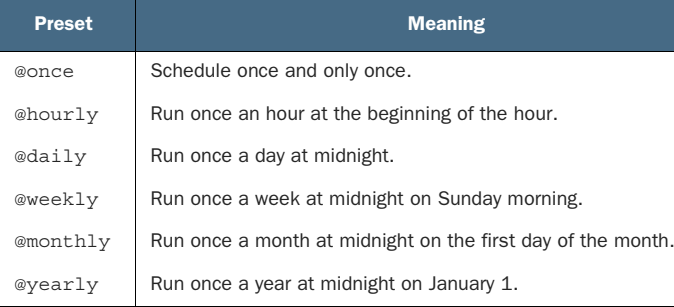 Preset Meaning
@once Schedule once and only once.
@hourly Run once an hour at the beginning of the hour.
@daily Run once a day at midnight.
@weekly Run once a week at midnight on Sunday morning.
@monthly Run once a month at midnight on the first day of the month.
@yearly Run once a year at midnight on January 1.